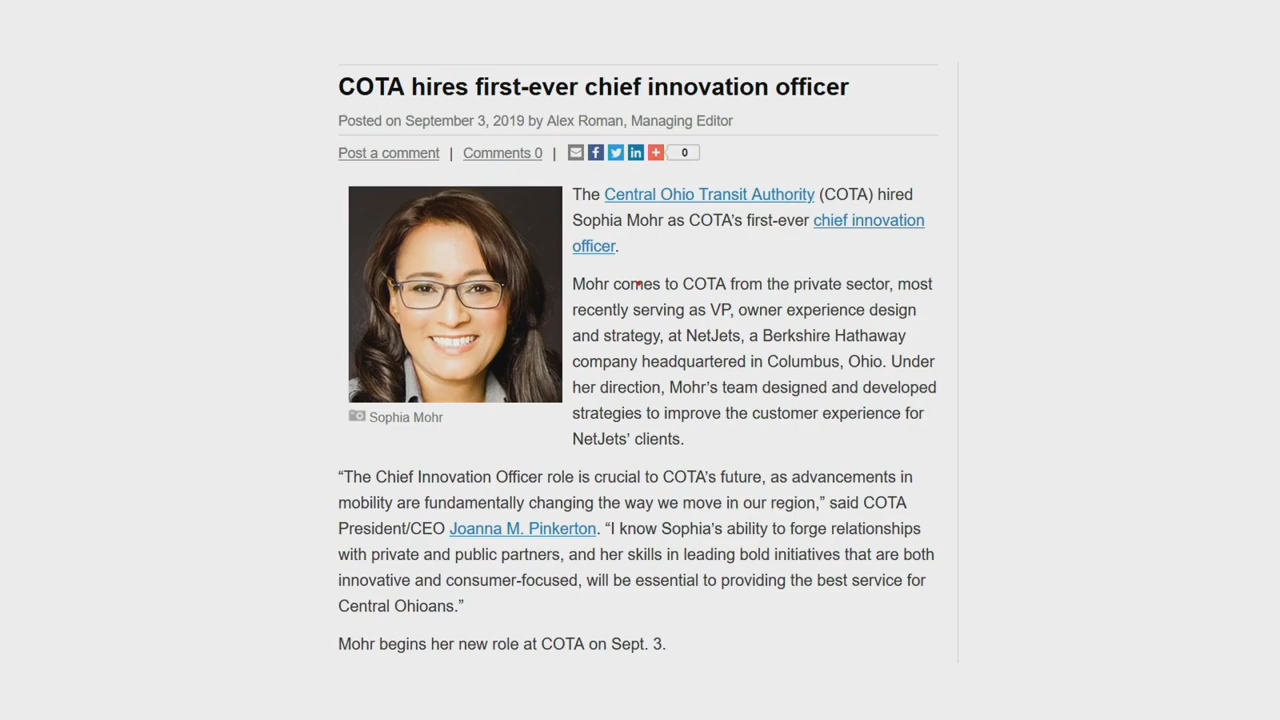 COTA hires first-ever chief innovation officer
Posted on September 3, 2019 by Alex Roman, Managing Editor
Post a comment | Comments 0 | 0
The Central Ohio Transit Authority (COTA) hired
Sophia Mohr as COTA's first-ever chief innovation
officer.
Mohr comes to COTA from the private sector, most
recently serving as VP, owner experience design
and strategy, at NetJets, a Berkshire Hathaway
company headquartered in Columbus, Ohio. Under
her direction, Mohr's team designed and developed
strategies to improve the customer experience for
NetJets' clients.
Sophia Mohr
“The Chief Innovation Officer role is crucial to COTA's future, as advancements in
mobility are fundamentally changing the way we move in our region,” said COTA
President/CEO Joanna M. Pinkerton. “I know Sophia's ability to forge relationships
with private and public partners, and her skills in leading bold initiatives that are both
innovative and consumer-focused, will be essential to providing the best service for
Central Ohioans.”
Mohr begins her new role at COTA on Sept. 3.